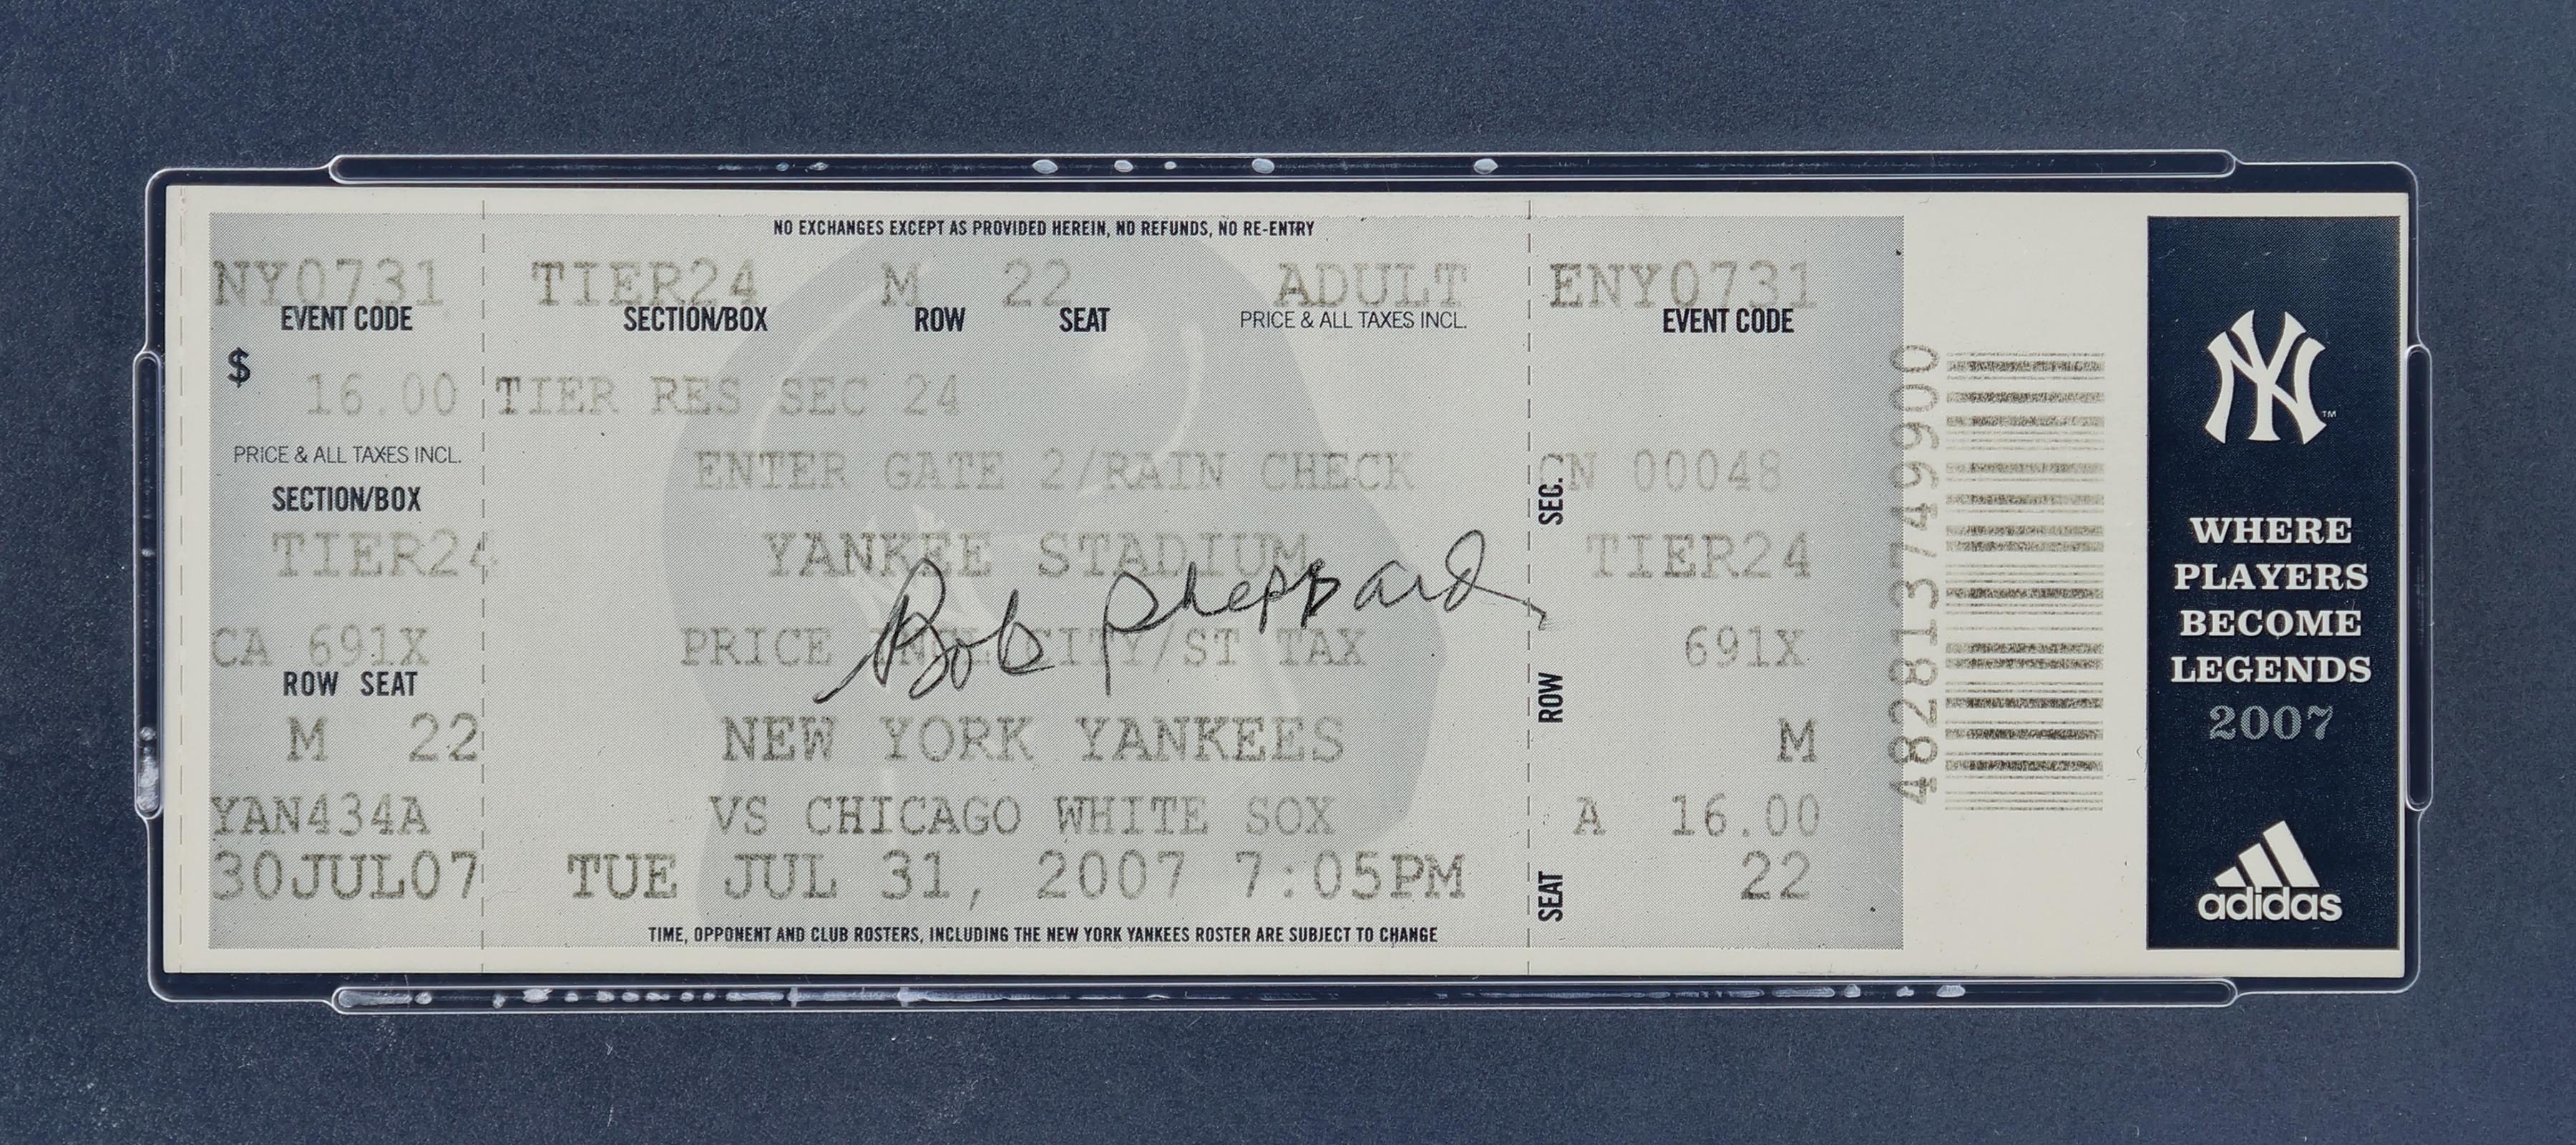 NO EXCHANGES EXCEPT AS PROVIDED HEREIN, NO REFUNDS, NO RE-ENTRY
NY0731 TIER24 M 22 ADULT ENY0731
EVENT CODE SECTION/BOX ROW SEAT PRICE & ALL TAXES INCL. EVENT CODE
$ 16.00 TIER RES SEC 24
PRICE & ALL TAXES INCL. ENTER GATE 2/RAIN CHECK CN 00048
SECTION/BOX SEC.
TIER24 YANKEE STADIUM TIER24
Bob Sheppard
CA 691X PRICE INCL CITY/ST TAX 691X
ROW SEAT ROW
M 22 NEW YORK YANKEES M
YAN434A VS CHICAGO WHITE SOX A 16.00
30JUL07 TUE JUL 31, 2007 7:05PM SEAT 22
TIME, OPPONENT AND CLUB ROSTERS, INCLUDING THE NEW YORK YANKEES ROSTER ARE SUBJECT TO CHANGE
482813749900
NY TM
WHERE
PLAYERS
BECOME
LEGENDS
2007
adidas